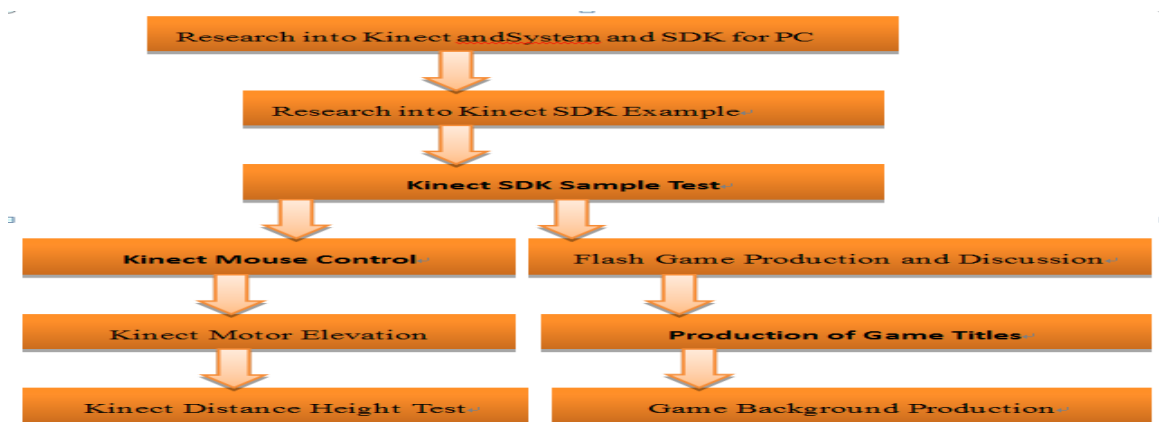 Research into Kinect andSystem and SDK for PC
Research into Kinect SDK Example
Kinect SDK Sample Test
Kinect Mouse Control
Flash Game Production and Discussion
Kinect Motor Elevation
Production of Game Titles
Kinect Distance Height Test
Game Background Production